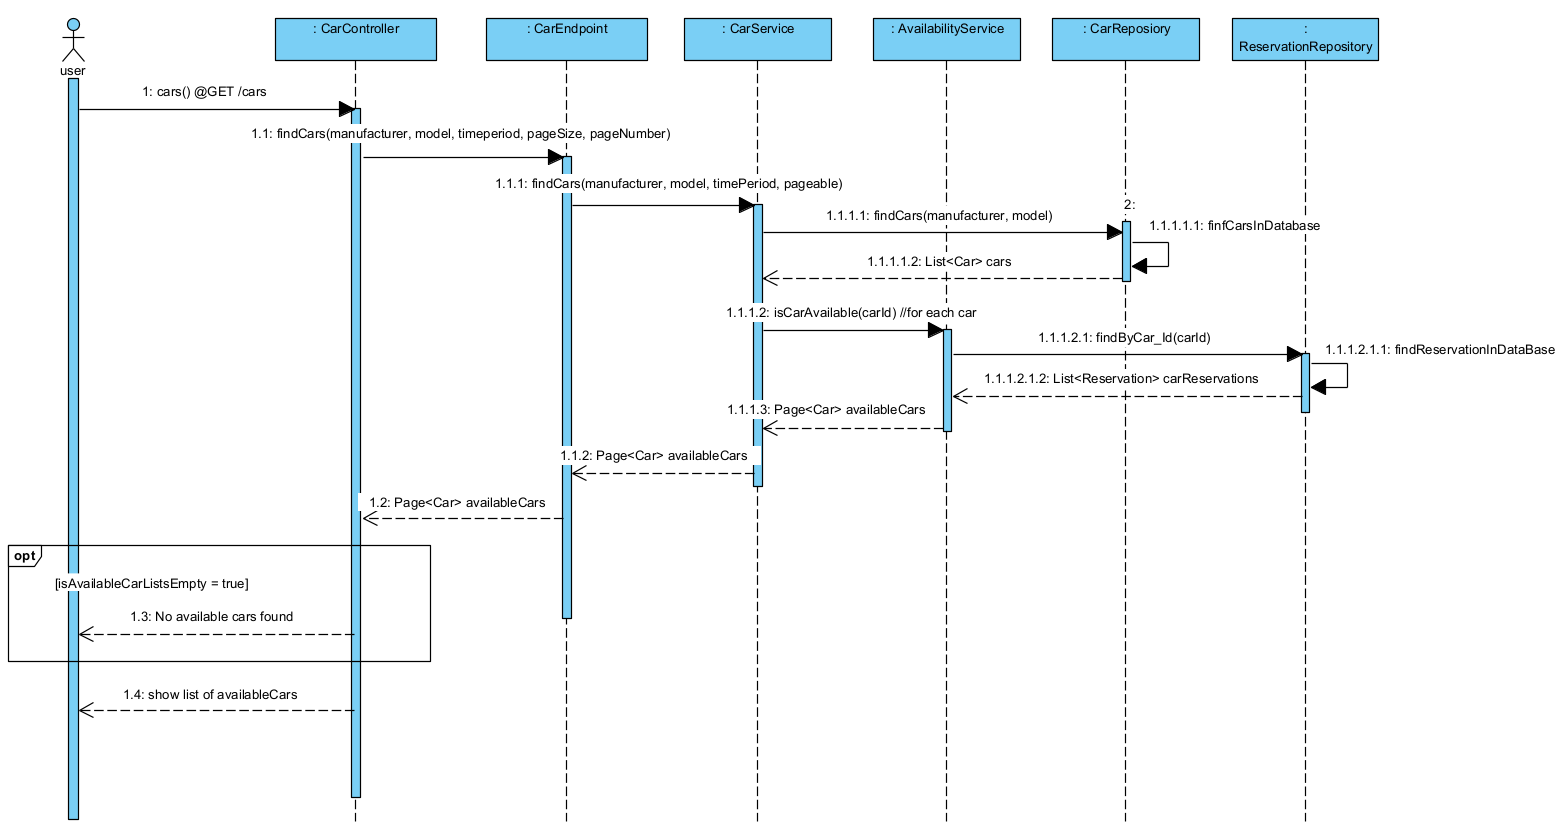 user
: CarController
: CarEndpoint
: CarService
: AvailabilityService
: CarReposiory
:
ReservationRepository
1: cars() @GET /cars
1.1: findCars(manufacturer, model, timeperiod, pageSize, pageNumber)
1.1.1: findCars(manufacturer, model, timePeriod, pageable)
2:
1.1.1.1: findCars(manufacturer, model)
1.1.1.1.1: finfCarsInDatabase
1.1.1.1.2: List<Car> cars
1.1.1.2: isCarAvailable(carId) //for each car
1.1.1.2.1: findByCar_Id(carId)
1.1.1.2.1.1: findReservationInDataBase
1.1.1.2.1.2: List<Reservation> carReservations
1.1.1.3: Page<Car> availableCars
1.1.2: Page<Car> availableCars
1.2: Page<Car> availableCars
opt
[isAvailableCarListsEmpty = true]
1.3: No available cars found
1.4: show list of availableCars